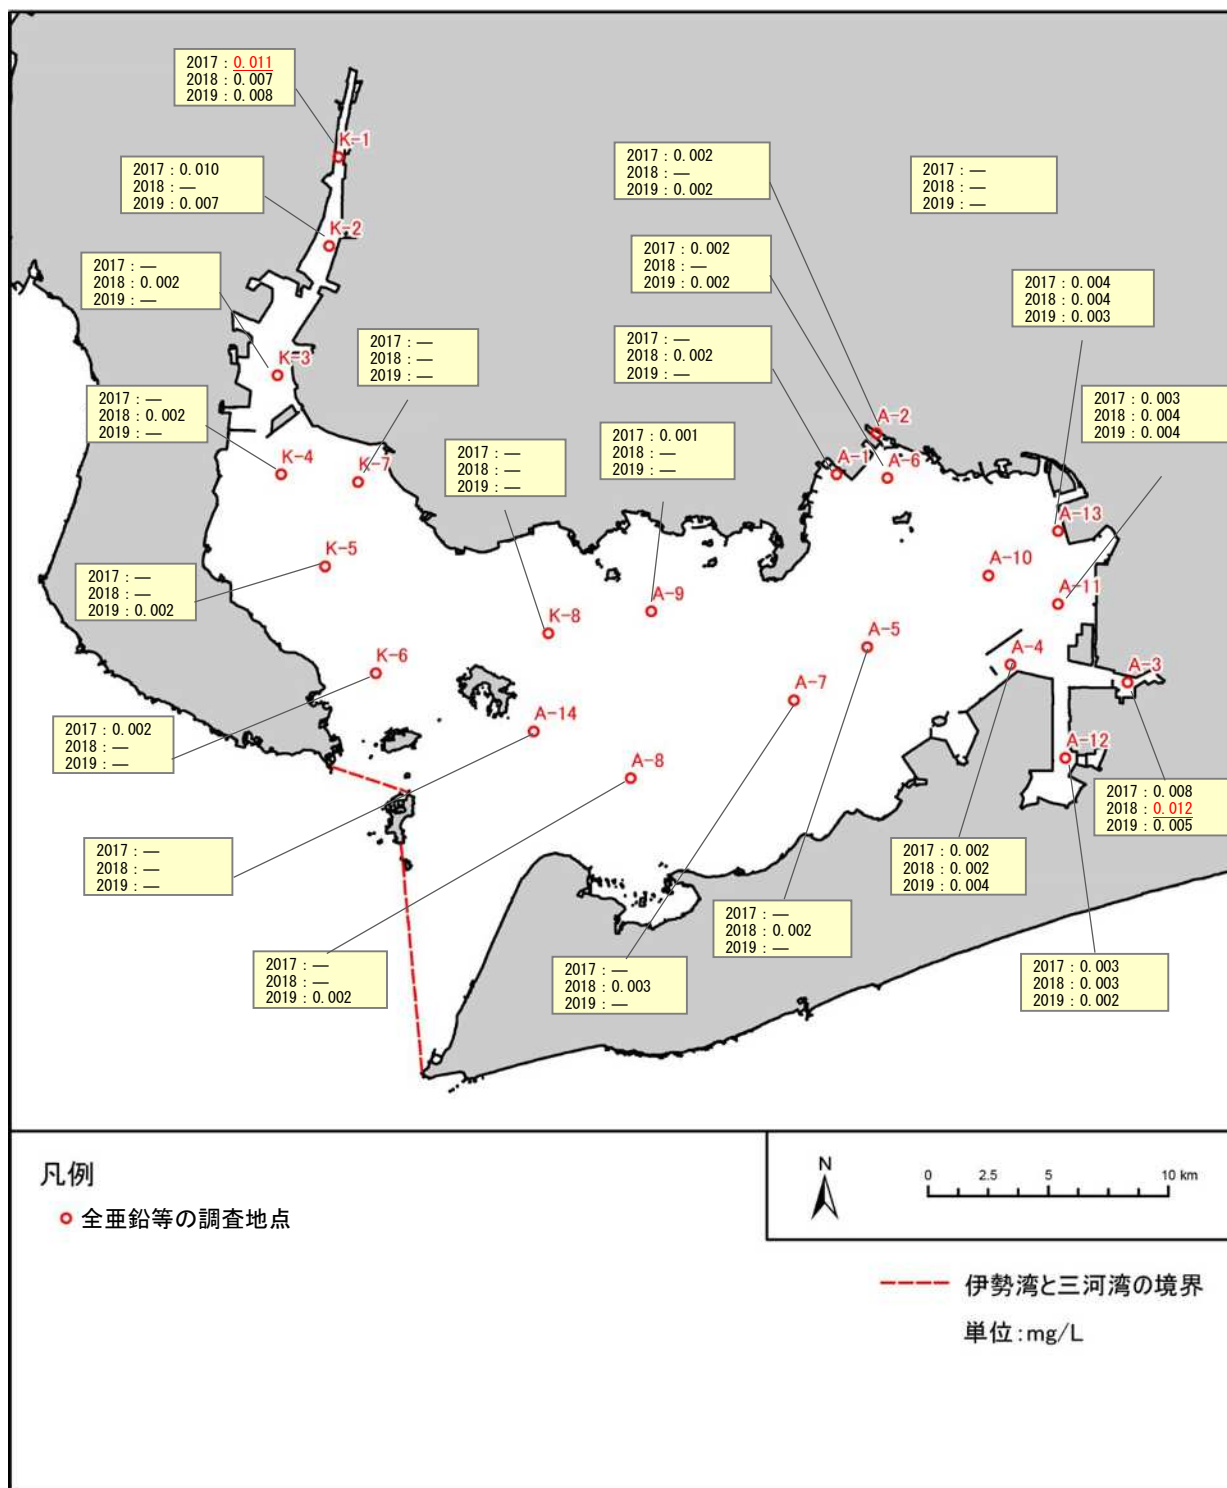 2017：0.011
2018：0.007
2019：0.008
K-1
2017：0.010
2018：―
2019：0.007
K-2
2017：―
2018：0.002
2019：―
K-3
2017：―
2018：―
2019：―
K-7
2017：―
2018：0.002
2019：―
K-4
2017：0.002
2018：―
2019：0.002
A-2
2017：―
2018：―
2019：―
2017：0.002
2018：―
2019：0.002
A-6
2017：―
2018：0.002
2019：―
A-1
2017：0.004
2018：0.004
2019：0.003
A-13
2017：0.003
2018：0.004
2019：0.004
A-11
2017：―
2018：―
2019：―
K-8
2017：0.001
2018：―
2019：―
A-9
A-10
K-5
2017：―
2018：―
2019：0.002
K-6
A-5
A-4
A-3
A-7
A-14
A-8
A-12
2017：0.002
2018：―
2019：―
2017：0.008
2018：0.012
2019：0.005
2017：―
2018：―
2019：―
2017：0.002
2018：0.002
2019：0.004
2017：―
2018：0.002
2019：―
2017：―
2018：―
2019：0.002
2017：―
2018：0.003
2019：―
2017：0.003
2018：0.003
2019：0.002
凡例
全亜鉛等の調査地点
N
0 2.5 5 10 km
伊勢湾と三河湾の境界
単位：mg/L